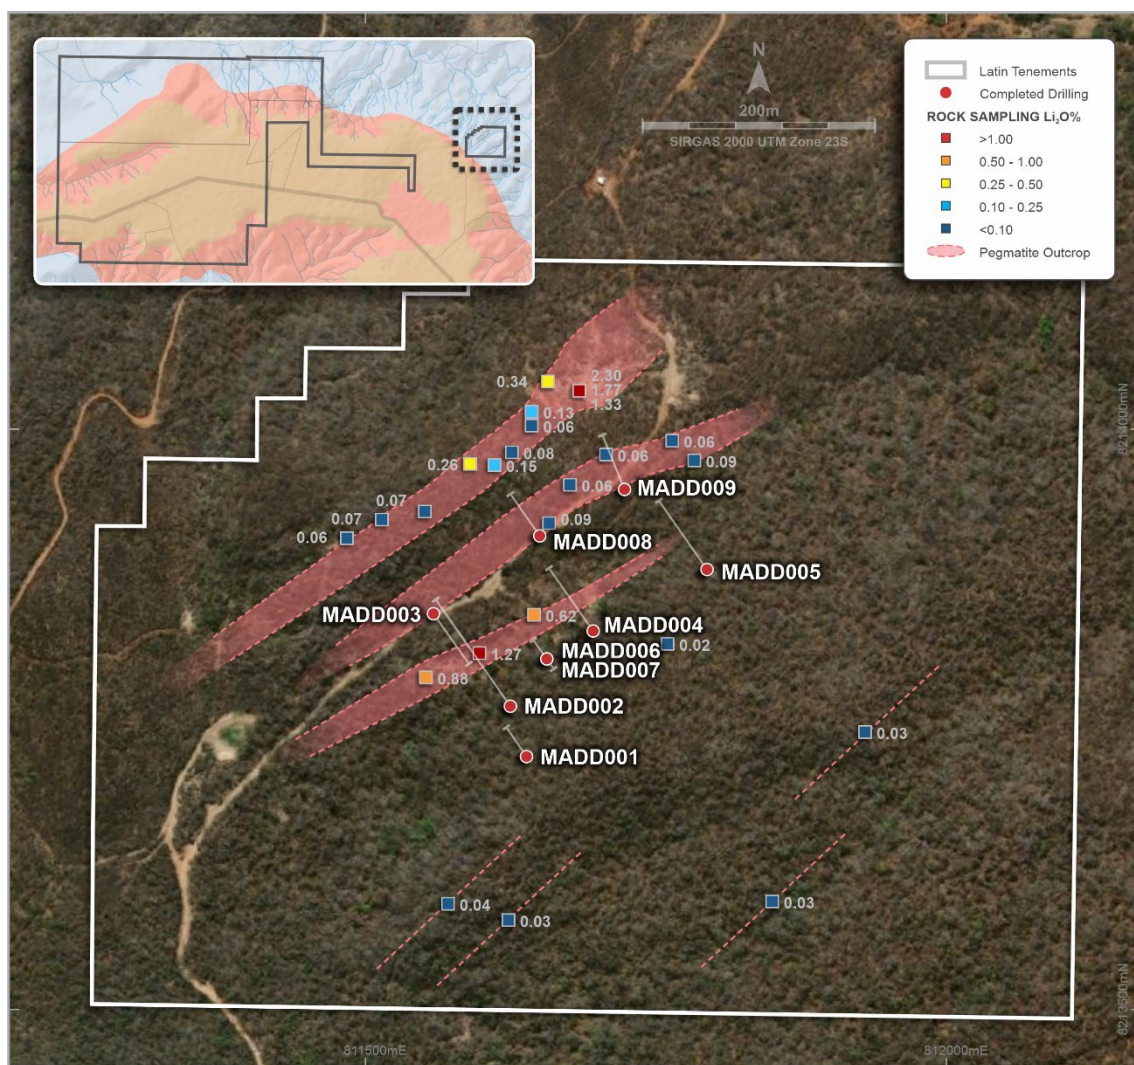 N
200m
SIRGAS 2000 UTM Zone 23S
Latin Tenements
Completed Drilling
ROCK SAMPLING Li₂O%
>1.00
0.50 - 1.00
0.25 - 0.50
0.10 - 0.25
<0.10
Pegmatite Outcrop
0.34
2.30
1.77
1.33
0.13
0.06
0.08
0.26
0.15
0.06
0.06
0.09
0.06
0.07
0.07
0.06
0.09
MADD009
MADD008
MADD005
MADD003
0.62
MADD004
0.02
1.27
MADD006
MADD007
0.88
MADD002
MADD001
0.03
0.04
0.03
0.03
8214000mN
8213500mN
811500mE
812000mE